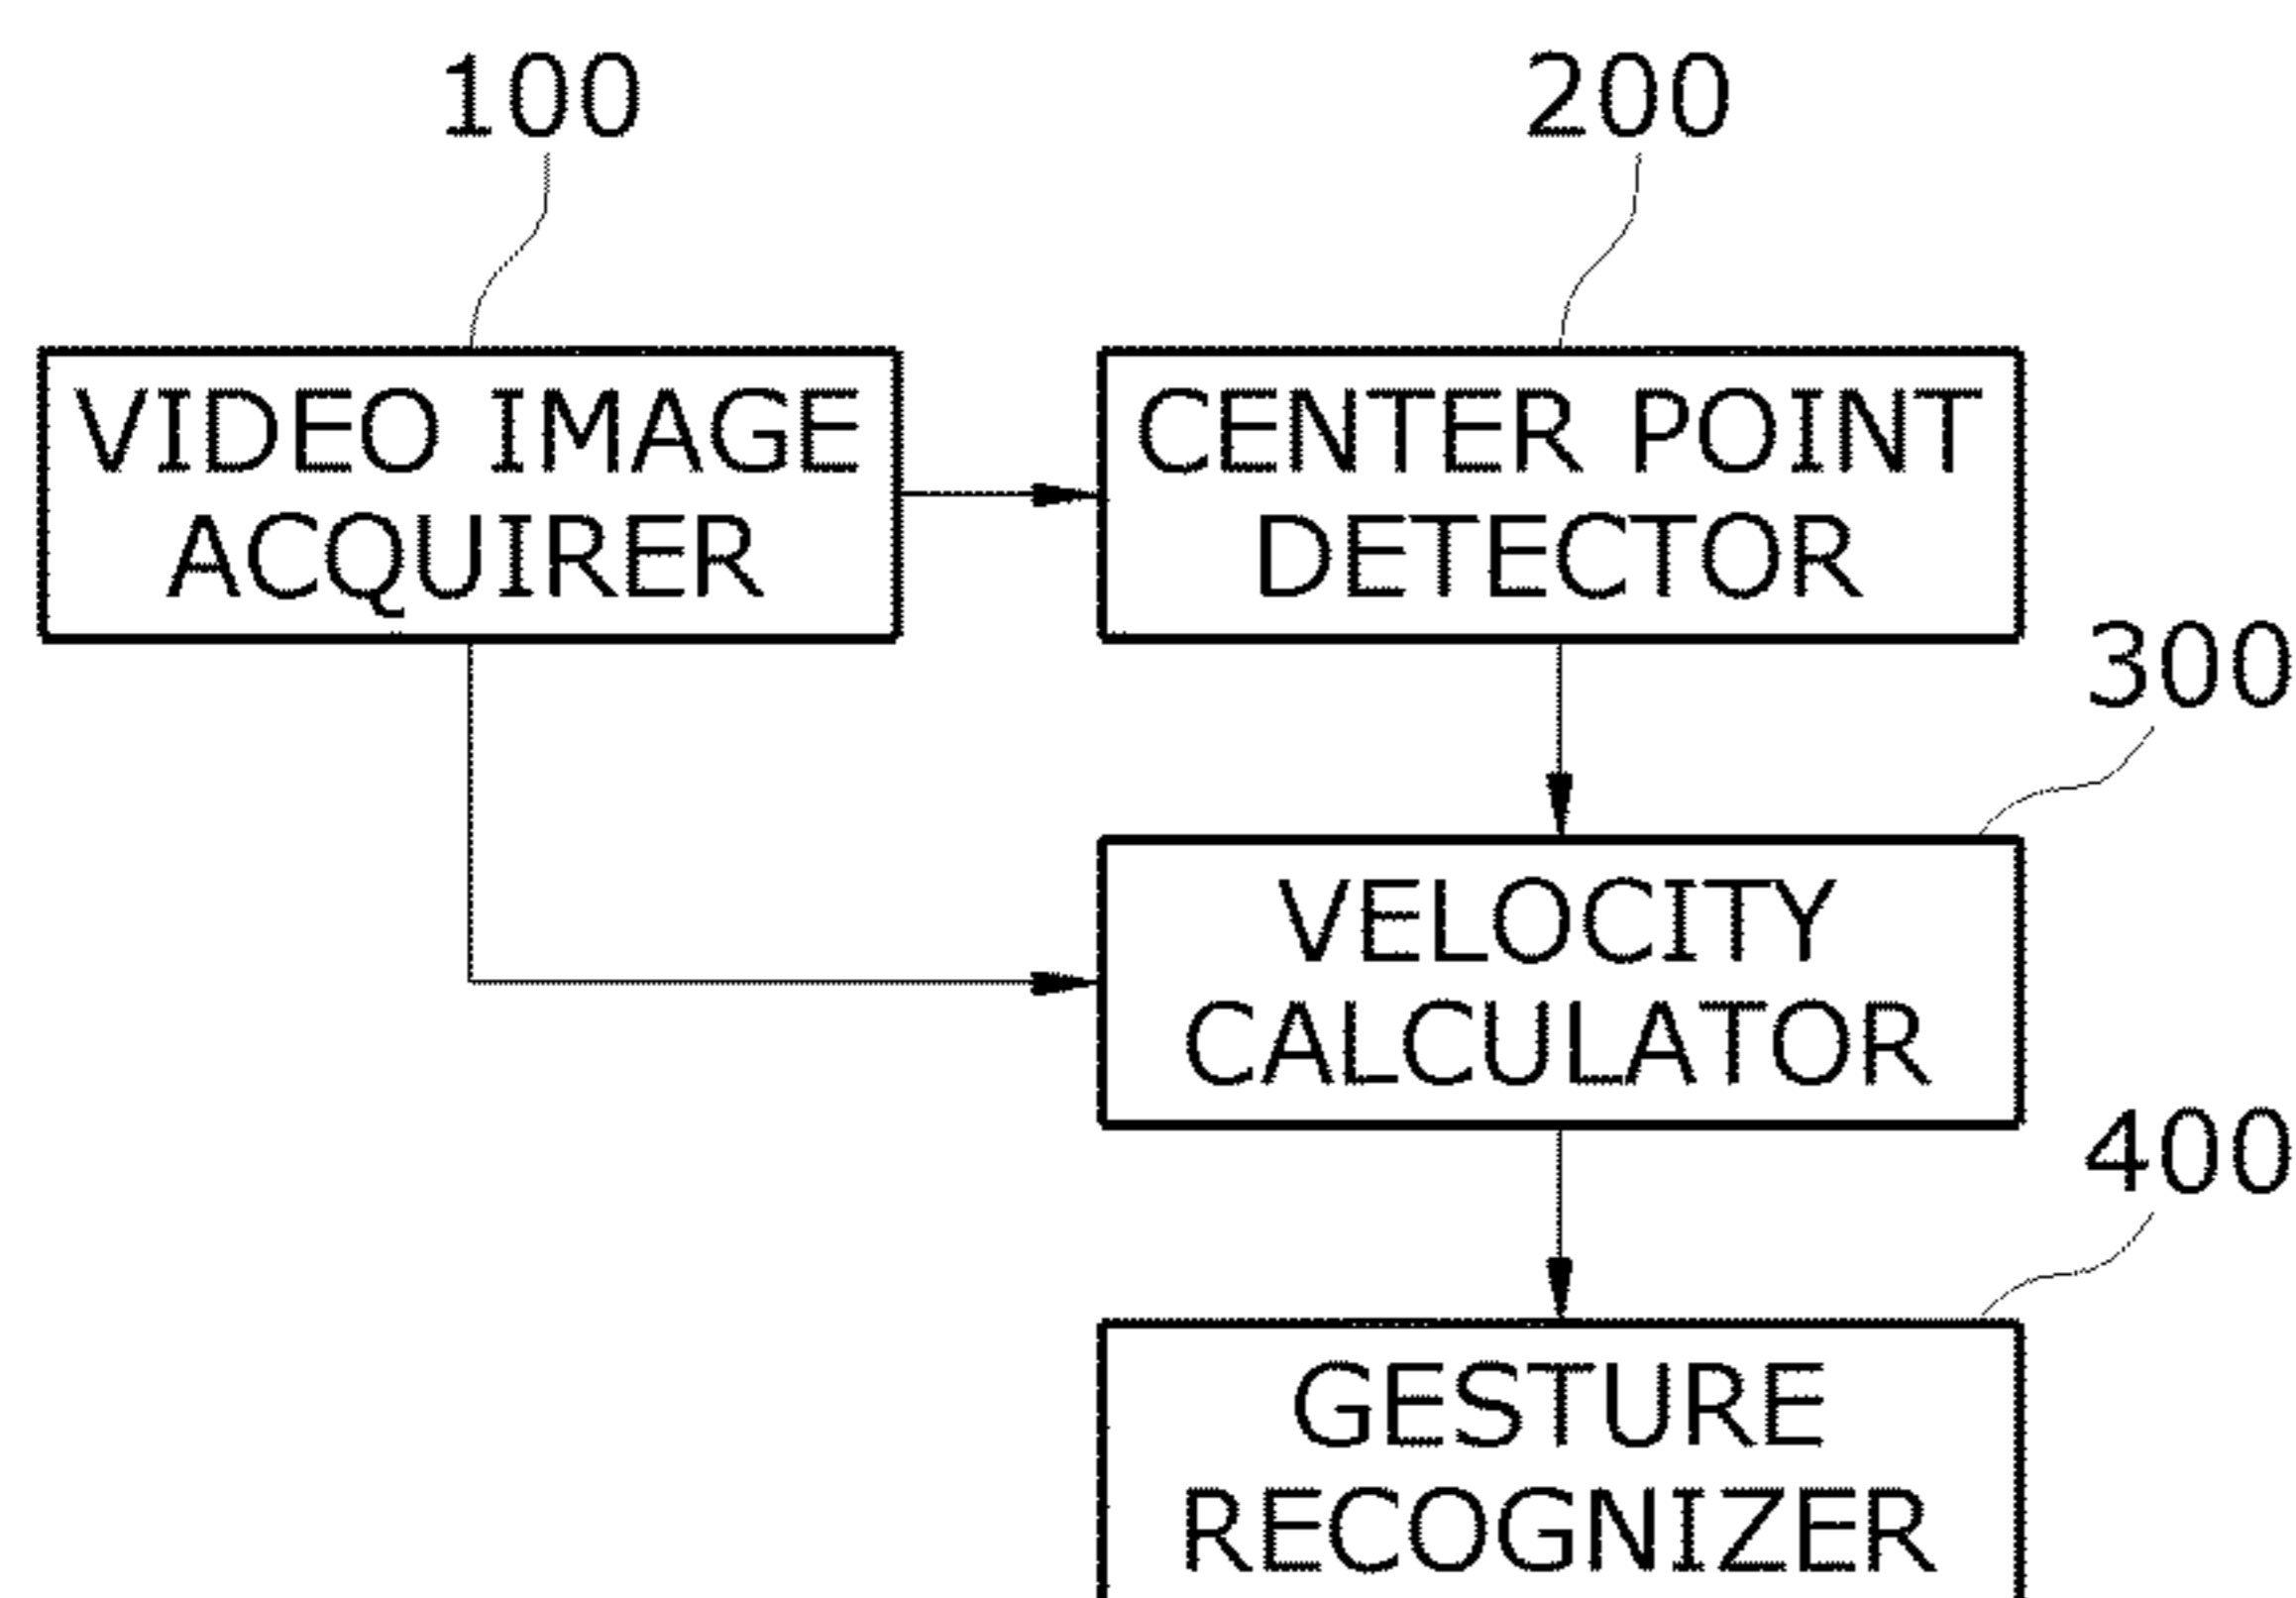 100
200
VIDEO IMAGE
ACQUIRER
CENTER POINT
DETECTOR
300
VELOCITY
CALCULATOR
400
GESTURE
RECOGNIZER